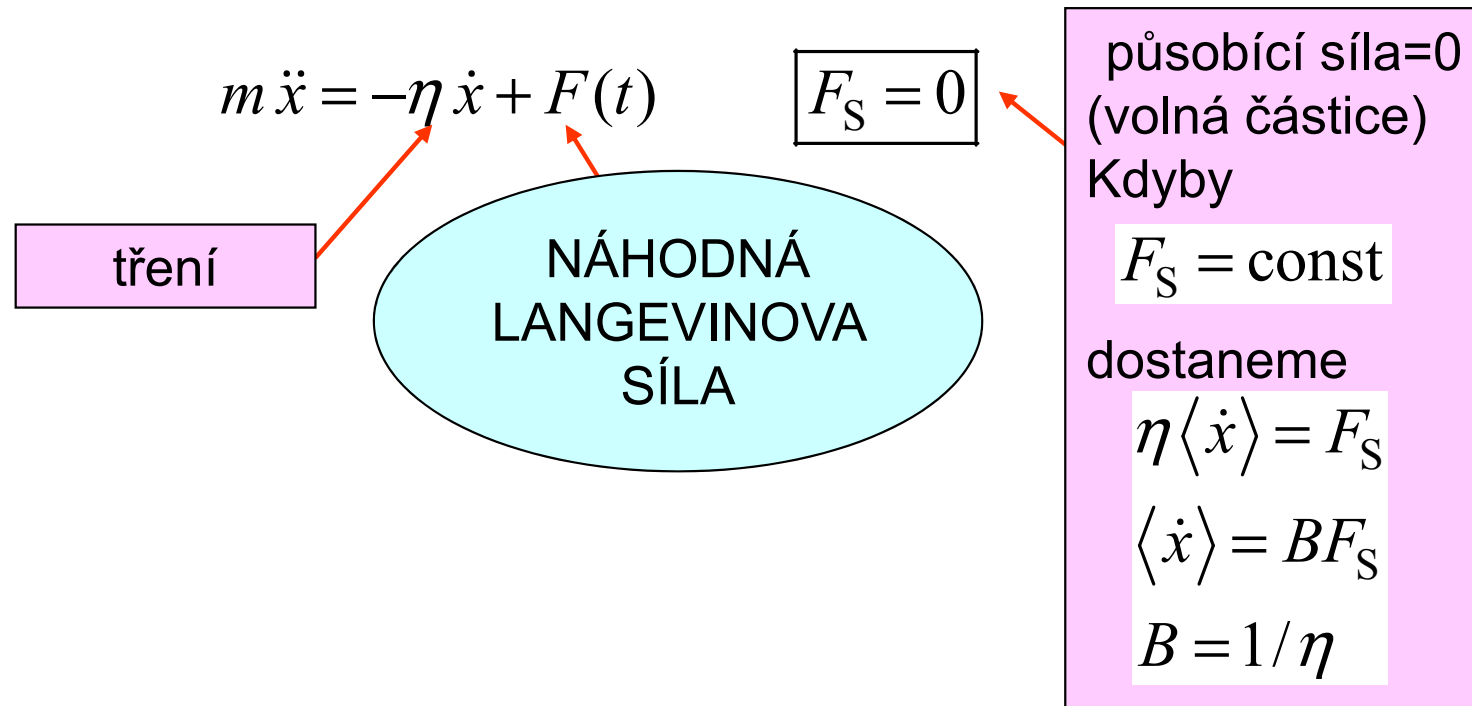 m ẍ = −η ẋ + F(t)
F_S = 0
tření
NÁHODNÁ
LANGEVINOVA
SÍLA
působící síla=0
(volná částice)
Kdyby
F_S = const
dostaneme
η⟨ẋ⟩ = F_S
⟨ẋ⟩ = BF_S
B = 1/η